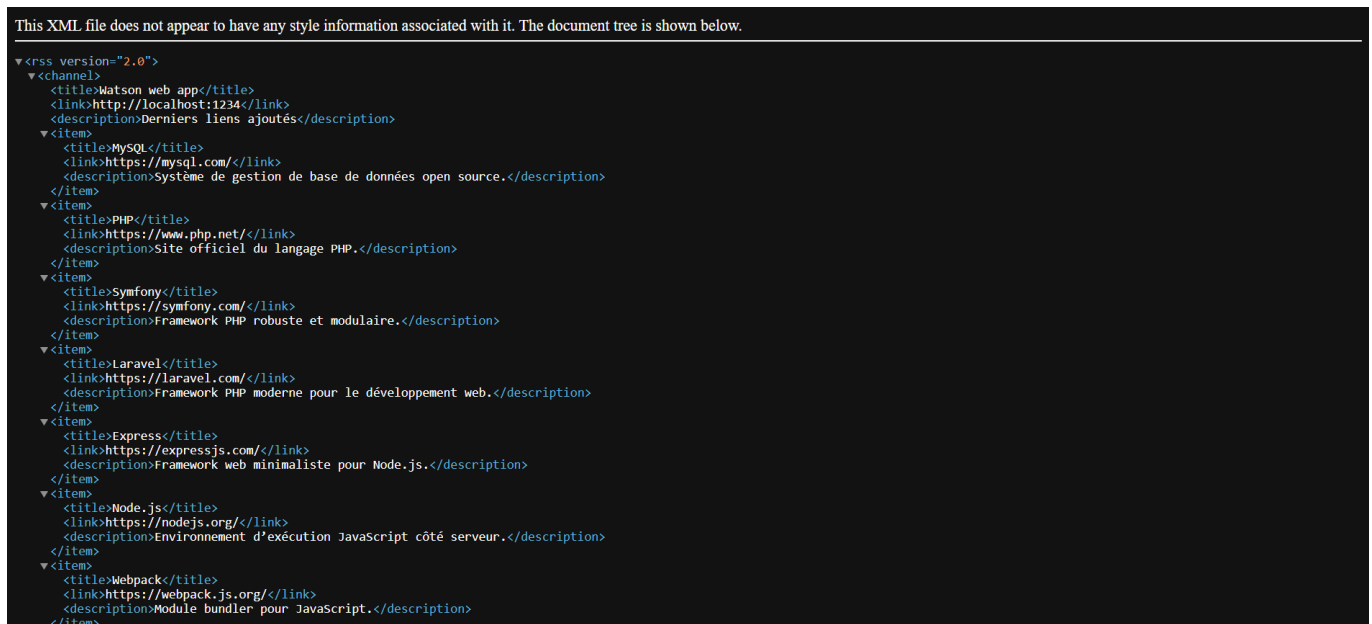 This XML file does not appear to have any style information associated with it. The document tree is shown below.
▼<rss version="2.0">
▼<channel>
<title>Watson web app</title>
<link>http://localhost:1234</link>
<description>Derniers liens ajoutés</description>
▼<item>
<title>MySQL</title>
<link>https://mysql.com/</link>
<description>Système de gestion de base de données open source.</description>
</item>
▼<item>
<title>PHP</title>
<link>https://www.php.net/</link>
<description>Site officiel du langage PHP.</description>
</item>
▼<item>
<title>Symfony</title>
<link>https://symfony.com/</link>
<description>Framework PHP robuste et modulaire.</description>
</item>
▼<item>
<title>Laravel</title>
<link>https://laravel.com/</link>
<description>Framework PHP moderne pour le développement web.</description>
</item>
▼<item>
<title>Express</title>
<link>https://expressjs.com/</link>
<description>Framework web minimaliste pour Node.js.</description>
</item>
▼<item>
<title>Node.js</title>
<link>https://nodejs.org/</link>
<description>Environnement d’exécution JavaScript côté serveur.</description>
</item>
▼<item>
<title>Webpack</title>
<link>https://webpack.js.org/</link>
<description>Module bundler pour JavaScript.</description>
</item>